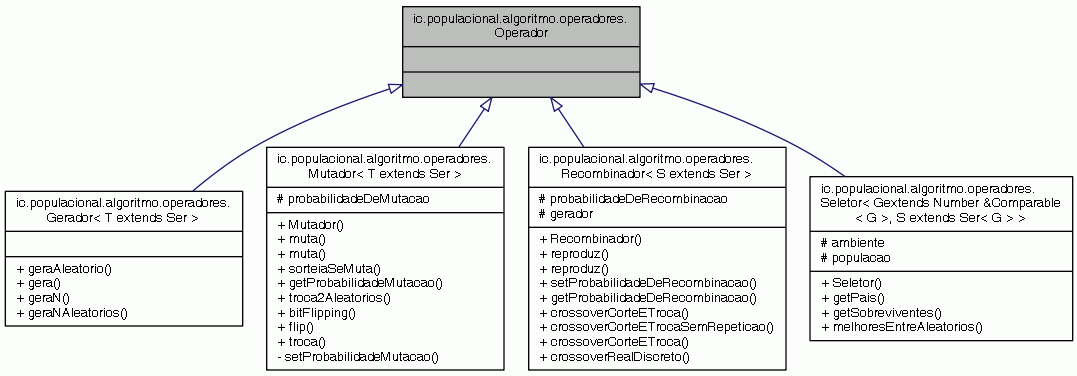 ic.populacional.algoritmo.operadores.
Operador
ic.populacional.algoritmo.operadores.
Gerador< T extends Ser >
+ geraAleatorio()
+ gera()
+ geraN()
+ geraNAleatorios()
ic.populacional.algoritmo.operadores.
Mutador< T extends Ser >
# probabilidadeDeMutacao
+ Mutador()
+ muta()
+ muta()
+ sorteiaSeMuta()
+ getProbabilidadeMutacao()
+ troca2Aleatorios()
+ bitFlipping()
+ flip()
+ troca()
- setProbabilidadeMutacao()
ic.populacional.algoritmo.operadores.
Recombinador< S extends Ser >
# probabilidadeDeRecombinacao
# gerador
+ Recombinador()
+ reproduz()
+ reproduz()
+ setProbabilidadeDeRecombinacao()
+ getProbabilidadeDeRecombinacao()
+ crossoverCorteETroca()
+ crossoverCorteETrocaSemRepeticao()
+ crossoverCorteETroca()
+ crossoverRealDiscreto()
ic.populacional.algoritmo.operadores.
Seletor< Gextends Number &Comparable
< G >, S extends Ser< G > >
# ambiente
# populacao
+ Seletor()
+ getPais()
+ getSobreviventes()
+ melhoresEntreAleatorios()